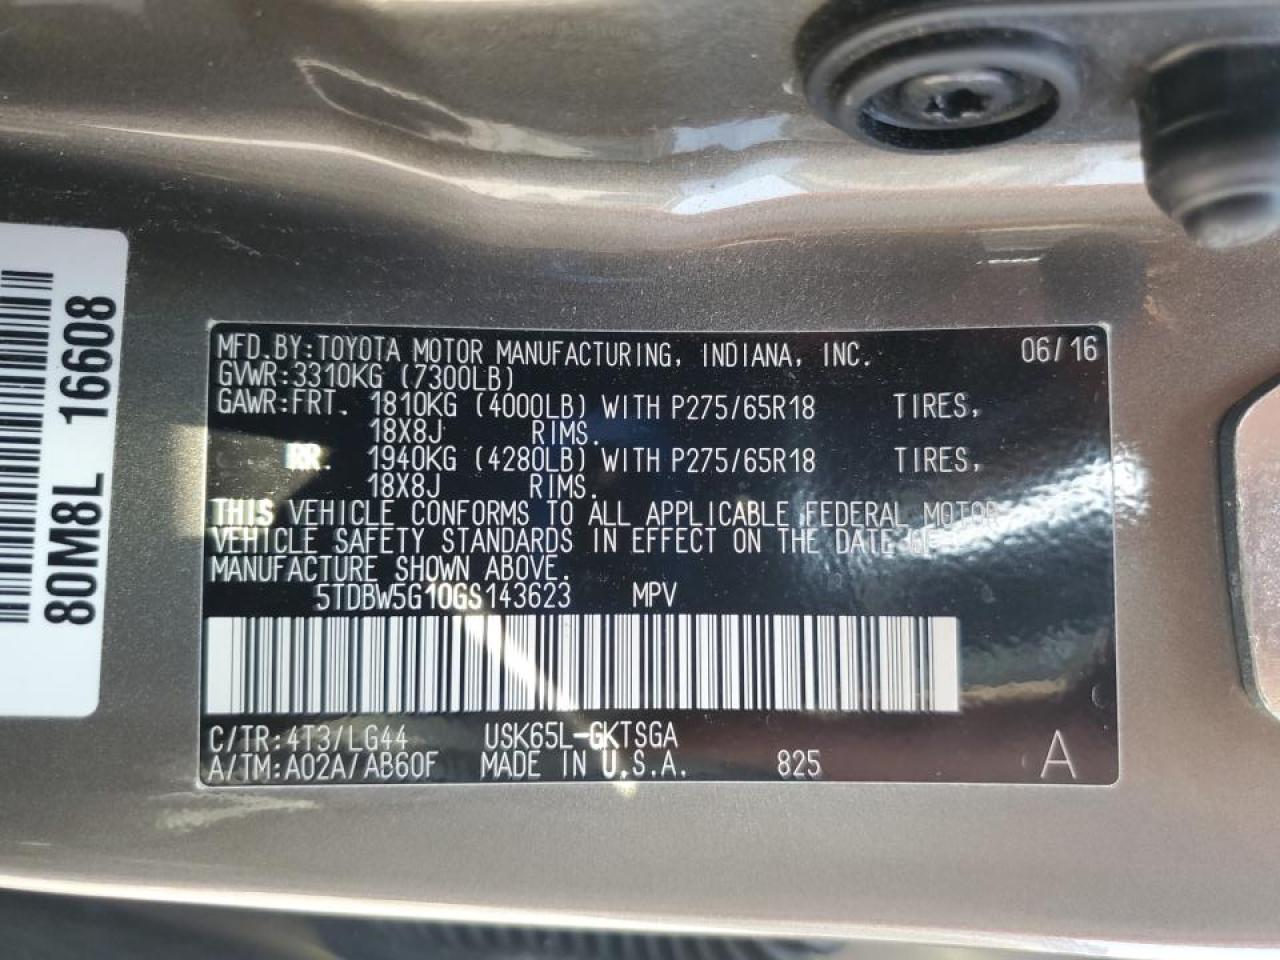 80M8L 16608
MFD.BY:TOYOTA MOTOR MANUFACTURING, INDIANA, INC. 06/16
GVWR:3310KG (7300LB)
GAWR:FRT. 1810KG (4000LB) WITH P275/65R18 TIRES,
18X8J RIMS.
RR. 1940KG (4280LB) WITH P275/65R18 TIRES,
18X8J RIMS.
THIS VEHICLE CONFORMS TO ALL APPLICABLE FEDERAL MOTOR
VEHICLE SAFETY STANDARDS IN EFFECT ON THE DATE OF
MANUFACTURE SHOWN ABOVE.
5TDBW5G10GS143623 MPV
C/TR:4T3/LG44 USK65L-GKTSGA
A/TM:A02A/AB60F MADE IN U.S.A. 825 A